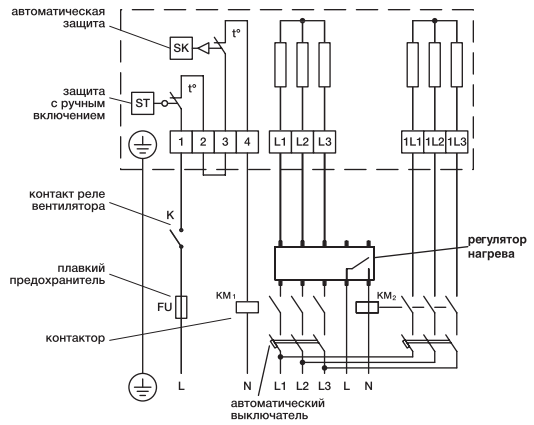 автоматическая
защита
SK
t°
защита
с ручным
включением
ST
t°
1 2 3 4 L1 L2 L3 1L1 1L2 1L3
контакт реле
вентилятора
K
регулятор
нагрева
плавкий
предохранитель
FU
KM1
KM2
контактор
L N L1 L2 L3 L N
автоматический
выключатель